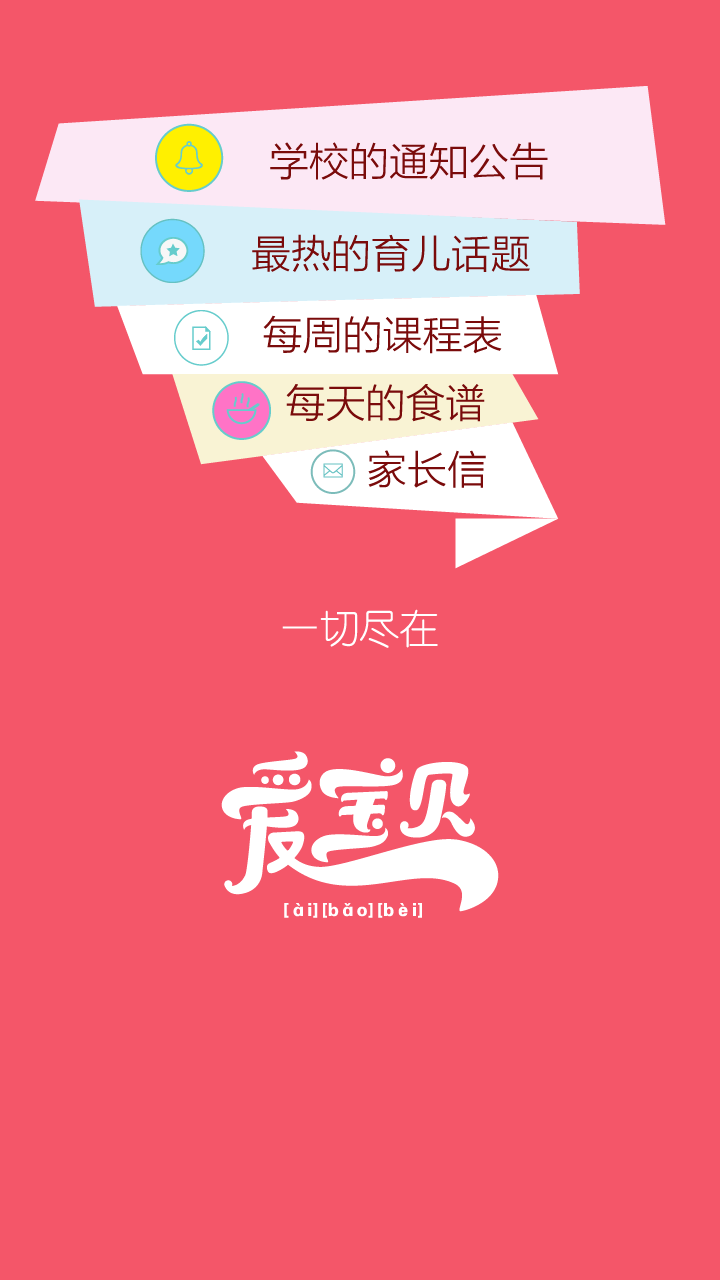 学校的通知公告
最热的育儿话题
每周的课程表
每天的食谱
家长信
一切尽在
爱宝贝
[ài][bǎo][bèi]